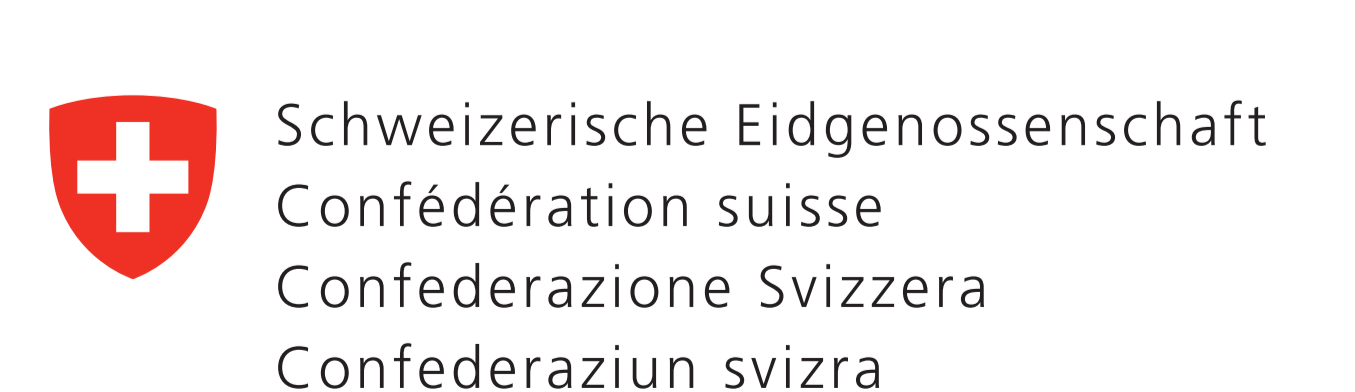 Schweizerische Eidgenossenschaft
Confédération suisse
Confederazione Svizzera
Confederaziun svizra